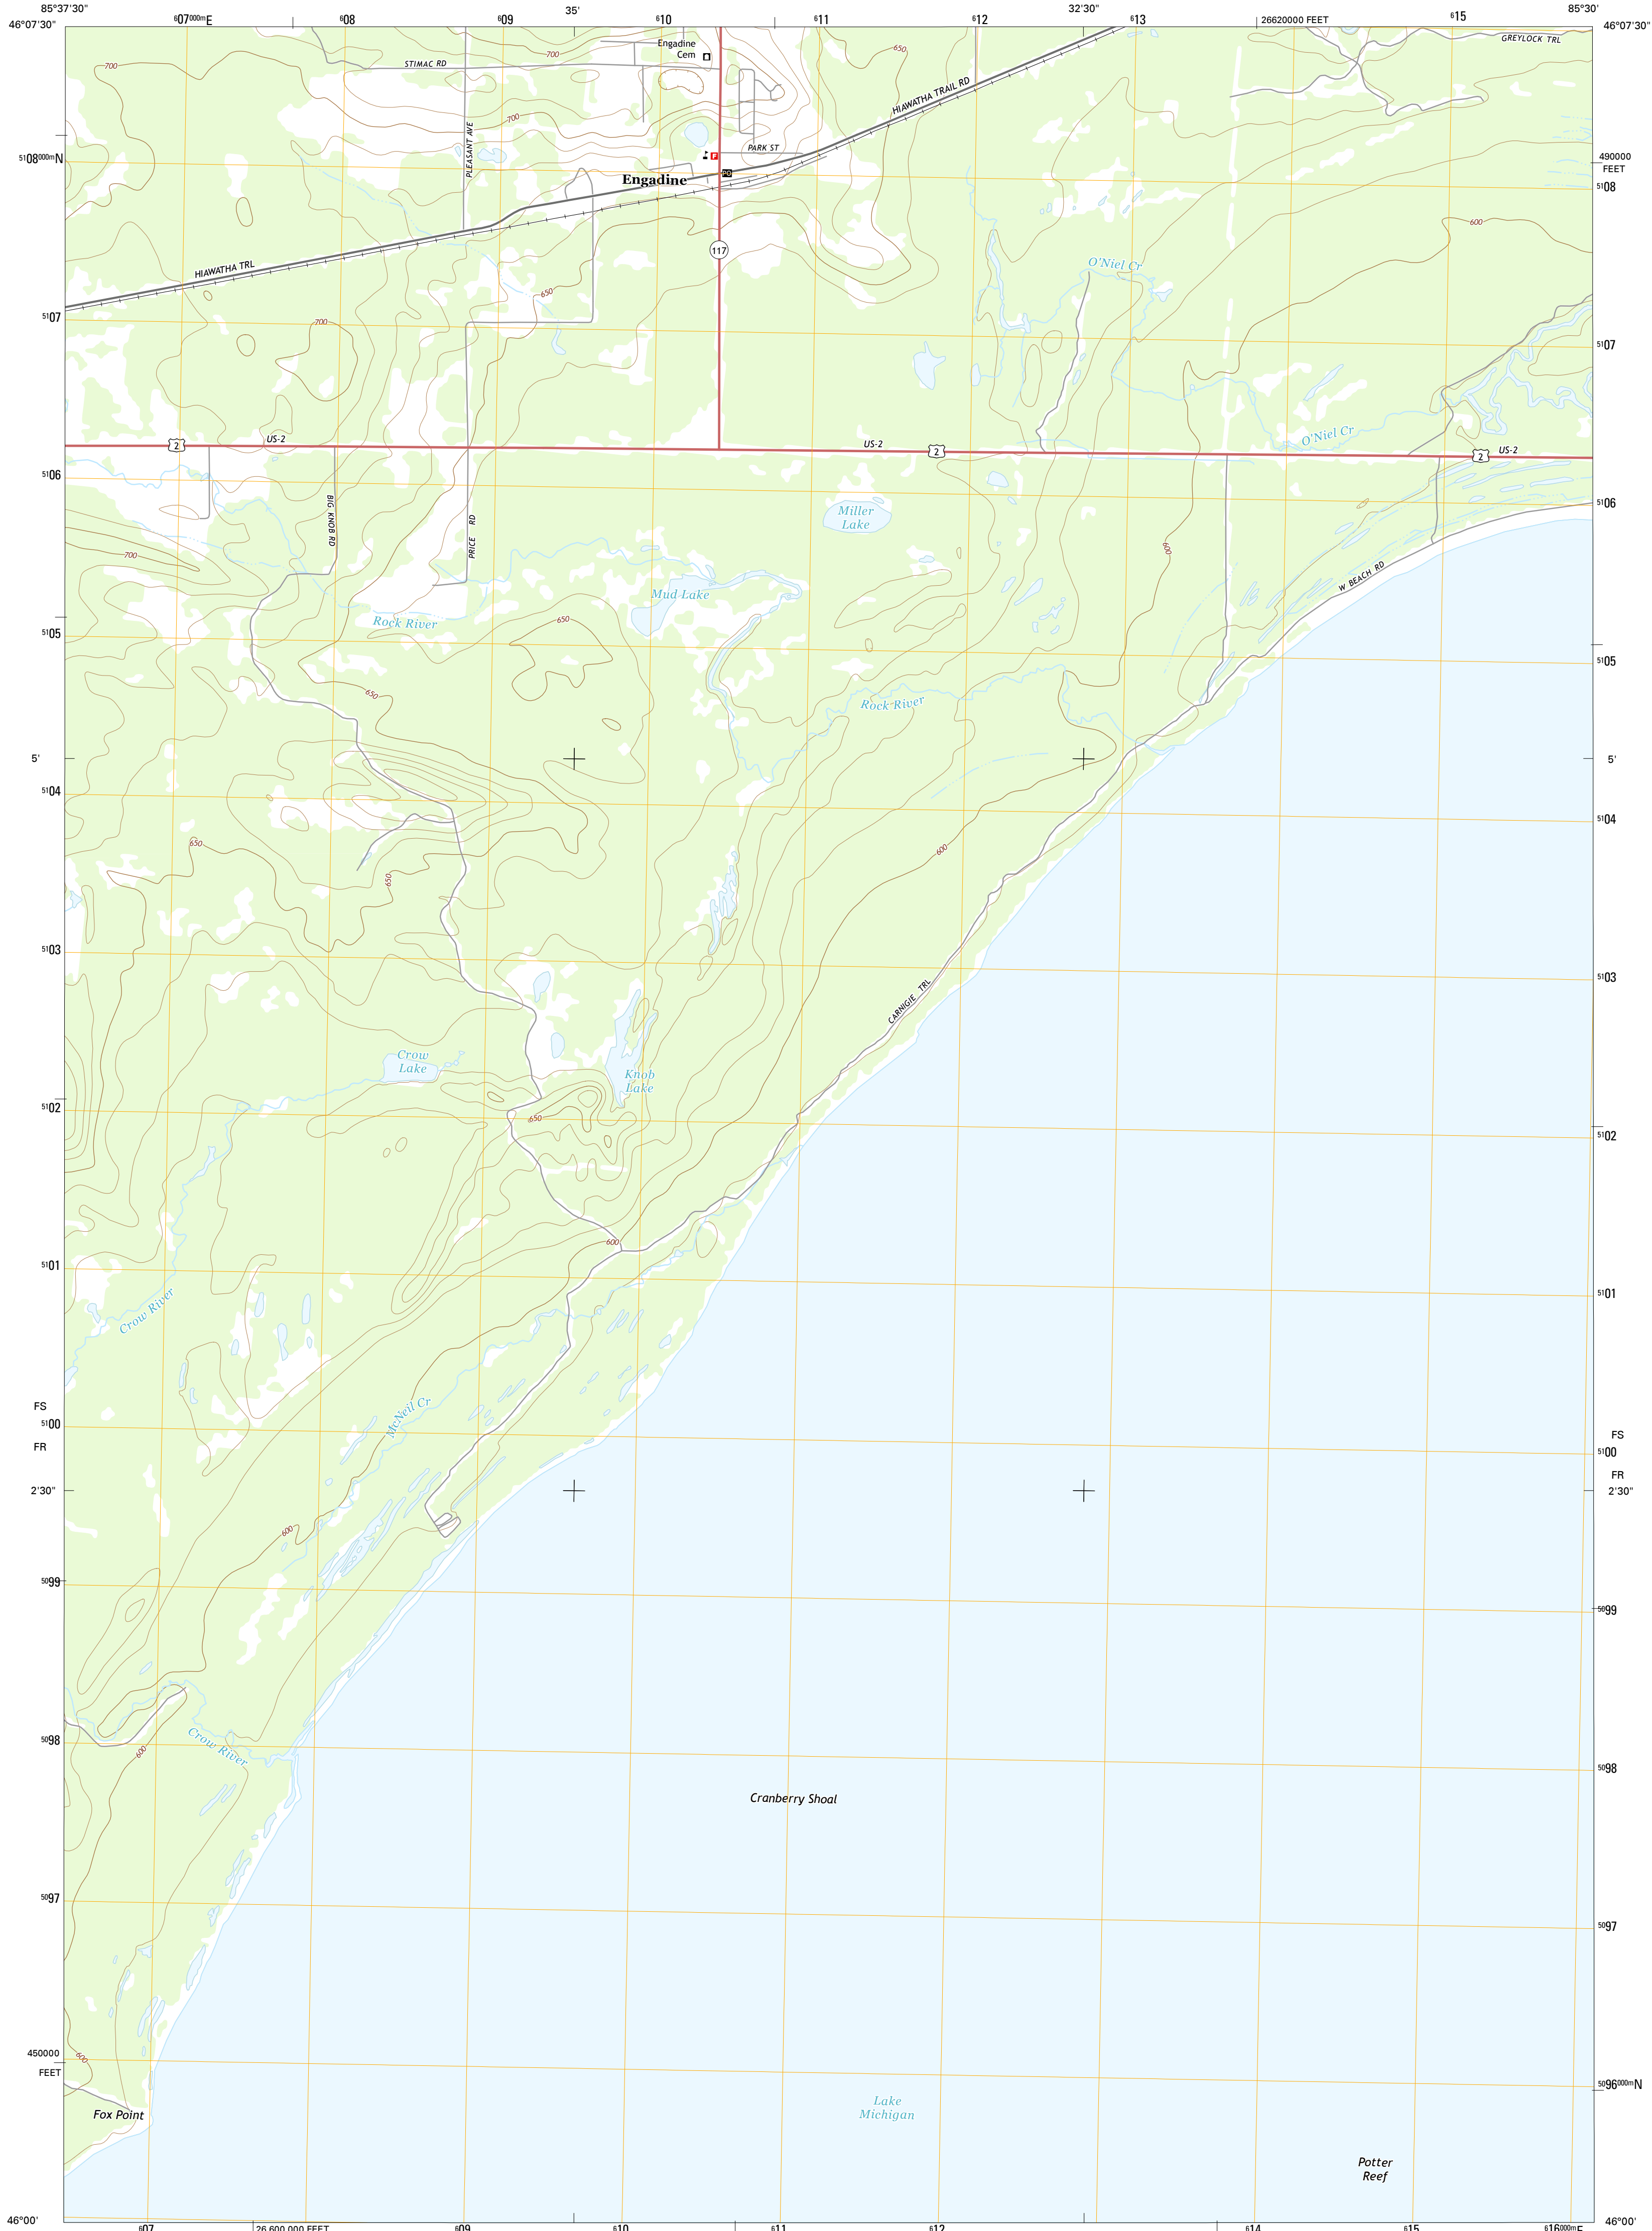 85°37'30"
⁶07⁰⁰⁰ᵐE
⁶08
⁶09
35'
⁶10
⁶11
⁶12
32'30"
⁶13
26620000 FEET
⁶15
85°30'
46°07'30"
46°07'30"
GREYLOCK TRL
Engadine
Cem
700
650
STIMAC RD
700
HIAWATHA TRAIL RD
700
PLEASANT AVE
PARK ST
⁵¹08⁰⁰⁰ᵐN
490000
FEET
F
PO
Engadine
⁵¹08
600
117
O'Niel Cr
HIAWATHA TRL
650
⁵¹07
700
⁵¹07
O'Niel Cr
2
US-2
US-2
2
2
US-2
⁵¹06
⁵¹06
BIG KNOB RD
PRICE RD
Miller
Lake
700
600
W BEACH RD
Mud Lake
Rock River
650
⁵¹05
⁵¹05
650
Rock River
5'
5'
⁵¹04
⁵¹04
650
600
650
⁵¹03
⁵¹03
CARNIGIE TRL
Crow
Lake
Knob
Lake
⁵¹02
650
⁵¹02
600
⁵¹01
⁵¹01
Crow River
FS
⁵¹00
FR
McNeil Cr
FS
⁵¹00
FR
2'30"
2'30"
600
⁵⁰99
⁵⁰99
Crow River
⁵⁰98
600
⁵⁰98
Cranberry Shoal
⁵⁰97
⁵⁰97
450000
FEET
600
⁵⁰96⁰⁰⁰ᵐN
Fox Point
Lake
Michigan
Potter
Reef
46°00'
46°00'
⁶07
26 600 000 FEET
⁶09
⁶10
⁶11
⁶12
⁶14
⁶15
⁶16⁰⁰⁰ᵐE